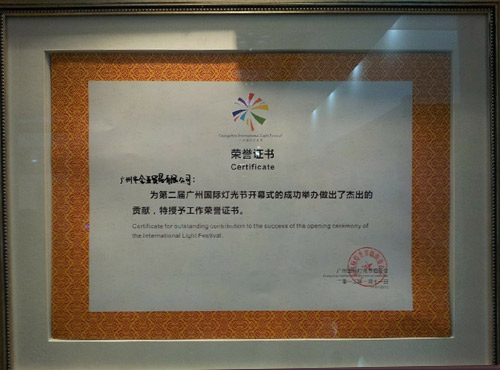 Guangzhou International Light Festival
荣誉证书
Certificate
为第二届广州国际灯光节开幕式的成功举办做出了杰出的
贡献，特授予工作荣誉证书。
Certificate for outstanding contribution to the success of the opening ceremony of
the International Light Festival.